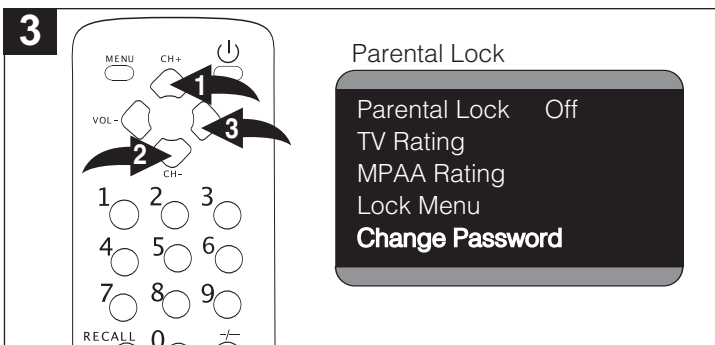 3
MENU CH+
1
VOL-
3
2
CH-
1 2 3
4 5 6
7 8 9
RECALL 0 -/--
Parental Lock
Parental Lock Off
TV Rating
MPAA Rating
Lock Menu
Change Password